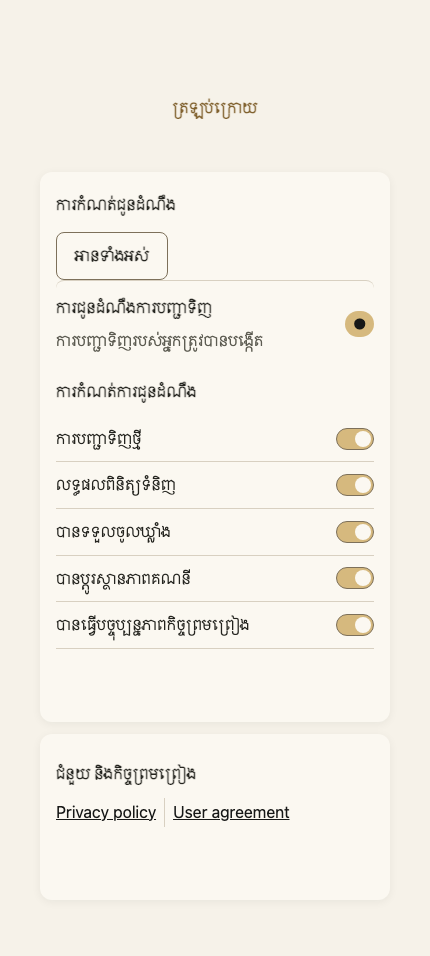 ត្រឡប់ក្រោយ
ការកំណត់ជូនដំណឹង
អានទាំងអស់
ការជូនដំណឹងការបញ្ជាទិញ
ការបញ្ជាទិញរបស់អ្នកត្រូវបានបង្កើត
ការកំណត់ការជូនដំណឹង
ការបញ្ជាទិញថ្មី
លទ្ធផលពិនិត្យទំនិញ
បានទទួលចូលឃ្លាំង
បានប្តូរស្ថានភាពគណនី
បានធ្វើបច្ចុប្បន្នភាពកិច្ចព្រមព្រៀង
ជំនួយ និងកិច្ចព្រមព្រៀង
Privacy policy User agreement